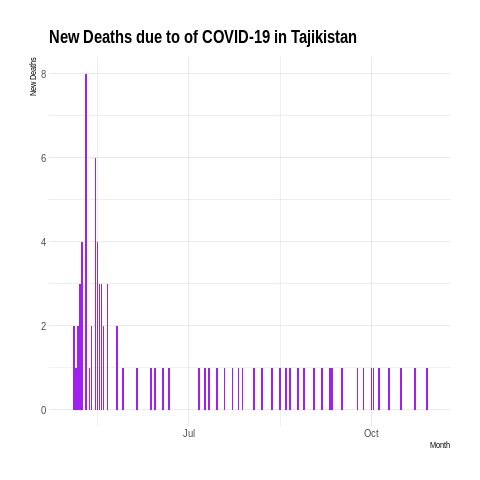 New Deaths due to of COVID-19 in Tajikistan
New Deaths
8
6
4
2
0
Jul
Oct
Month